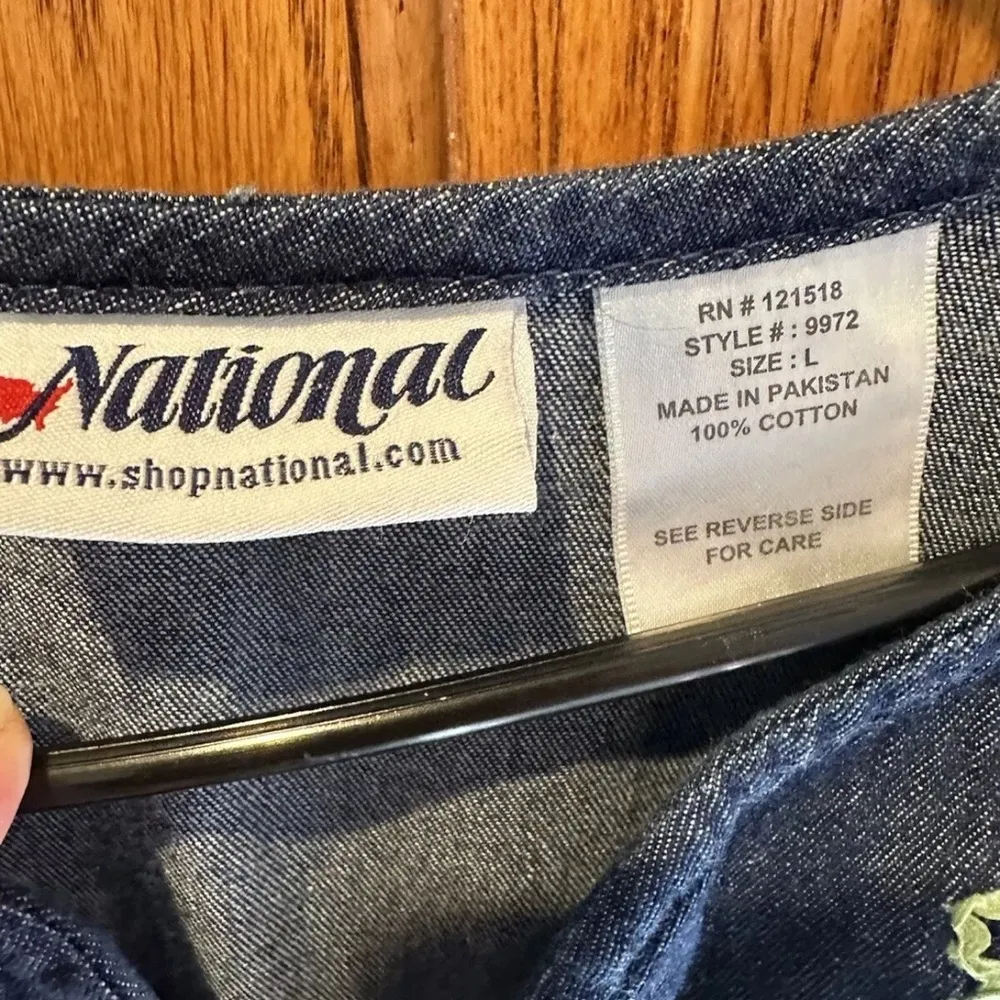 National
www.shopnational.com
RN # 121518
STYLE # : 9972
SIZE : L
MADE IN PAKISTAN
100% COTTON
SEE REVERSE SIDE
FOR CARE